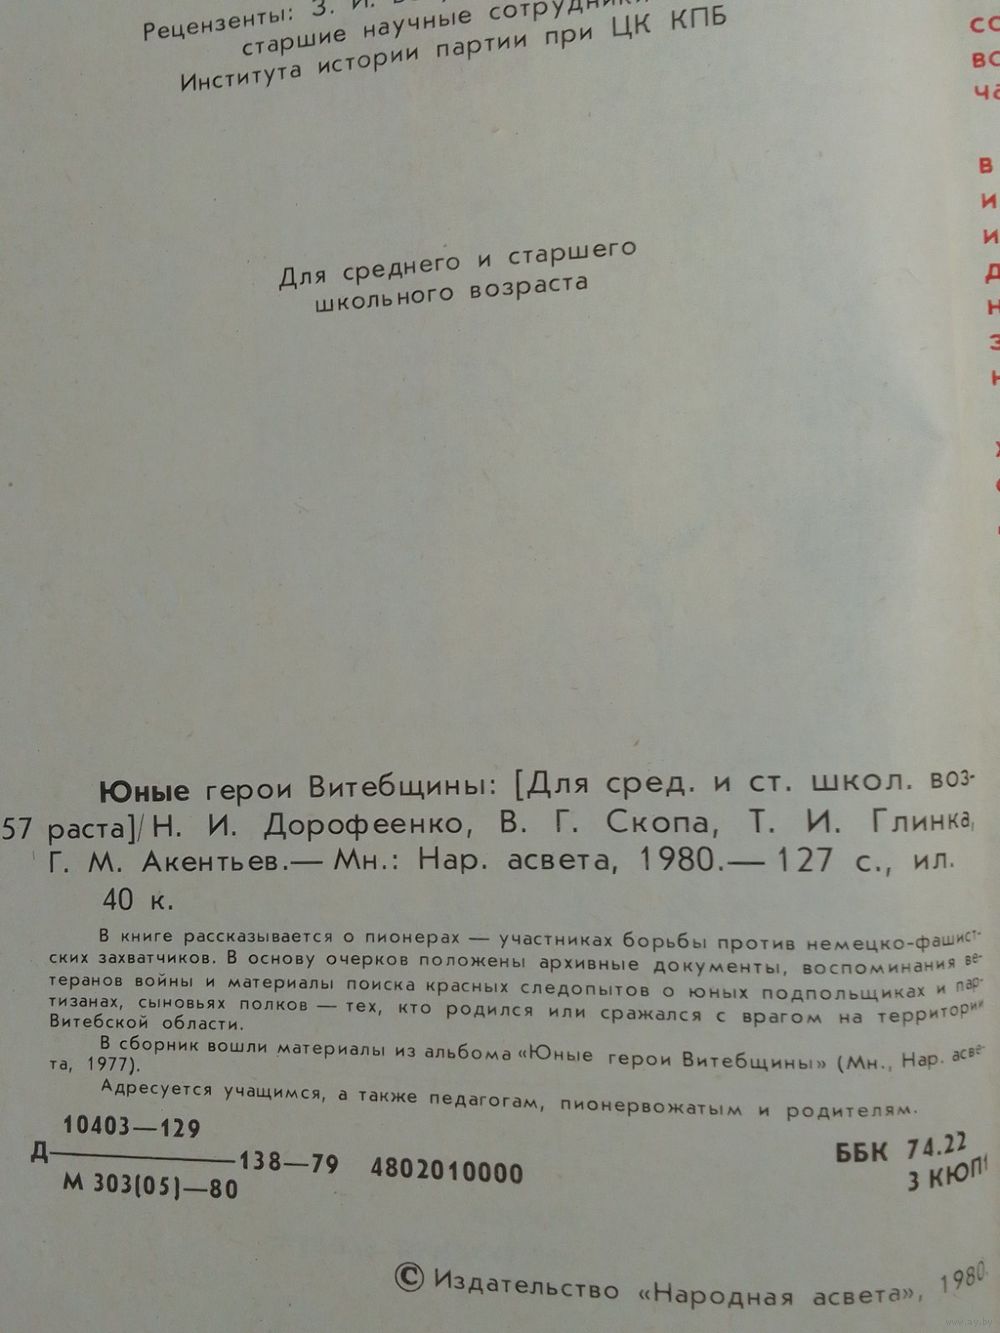 Рецензенты: З. И.
старшие научные сотрудники
Института истории партии при ЦК КПБ
Для среднего и старшего
школьного возраста
Юные герои Витебщины: [Для сред. и ст. школ. воз-
57 раста]/Н. И. Дорофеенко, В. Г. Скопа, Т. И. Глинка,
Г. М. Акентьев.— Мн.: Нар. асвета, 1980.— 127 с., ил.
40 к.
В книге рассказывается о пионерах — участниках борьбы против немецко-фашист-
ских захватчиков. В основу очерков положены архивные документы, воспоминания ве-
теранов войны и материалы поиска красных следопытов о юных подпольщиках и пар-
тизанах, сыновьях полков — тех, кто родился или сражался с врагом на территории
Витебской области.
В сборник вошли материалы из альбома «Юные герои Витебщины» (Мн., Нар. асве-
та, 1977).
Адресуется учащимся, а также педагогам, пионервожатым и родителям.
10403—129
Д 138—79 4802010000
М 303(05)—80
ББК 74.22
3 КЮП1
© Издательство «Народная асвета», 1980.
в
и
и
д
н
з
н
www.ay.by